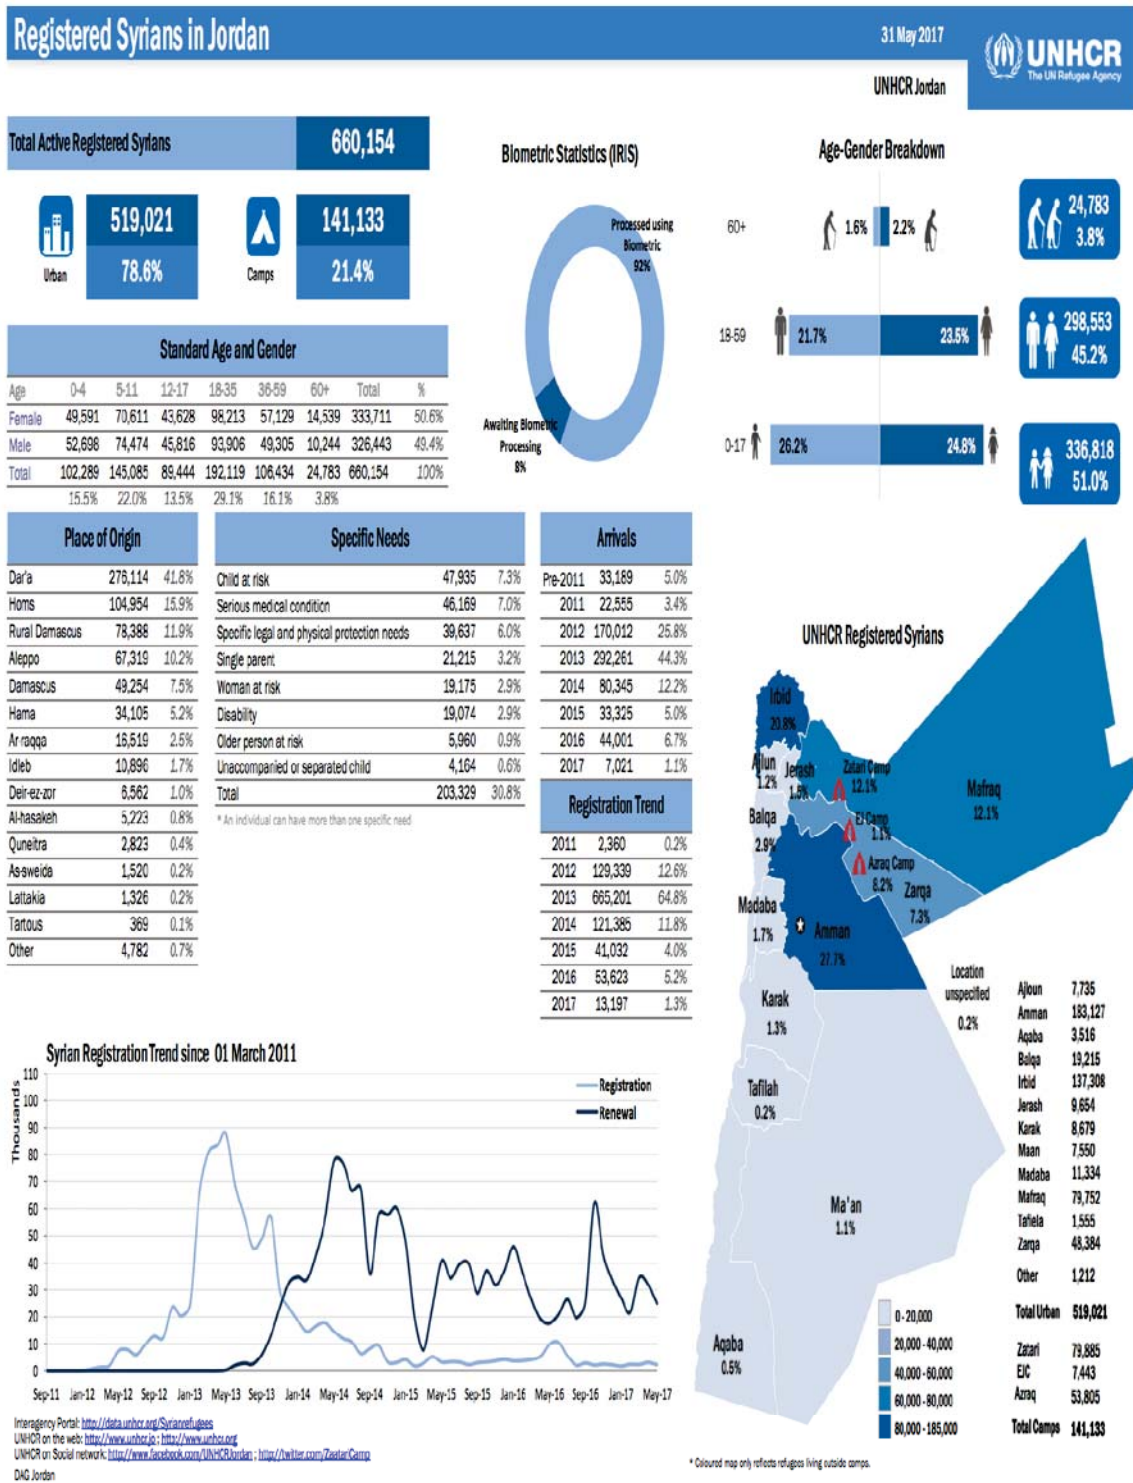 Registered Syrians in Jordan
31 May 2017
UNHCR
The UN Refugee Agency
UNHCR Jordan
Total Active Registered Syrians 660,154
519,021 141,133
78.6% 21.4%
Urban Camps
Standard Age and Gender
Age 0-4 5-11 12-17 18-35 36-59 60+ Total %
Female 49,591 70,611 43,628 98,213 57,129 14,539 333,711 50.6%
Male 52,698 74,474 45,816 93,906 49,305 10,244 326,443 49.4%
Total 102,289 145,085 89,444 192,119 106,434 24,783 660,154 100%
15.5% 22.0% 13.5% 29.1% 16.1% 3.8%
Biometric Statistics (IRIS)
Processed using
Biometric
92%
Awaiting Biometric
Processing
8%
Age-Gender Breakdown
60+ 1.6% 2.2% 24,783
3.8%
18-59 21.7% 23.5% 298,553
45.2%
0-17 26.2% 24.8% 336,818
51.0%
Place of Origin
Dar'a 276,114 41.8%
Homs 104,954 15.9%
Rural Damascus 78,388 11.9%
Aleppo 67,319 10.2%
Damascus 49,254 7.5%
Hama 34,105 5.2%
Ar-raqqa 16,519 2.5%
Idleb 10,896 1.7%
Deir-ez-zor 6,562 1.0%
Al-hasakeh 5,223 0.8%
Quneitra 2,823 0.4%
As-sweida 1,520 0.2%
Lattakia 1,326 0.2%
Tartous 369 0.1%
Other 4,782 0.7%
Specific Needs
Child at risk 47,935 7.3%
Serious medical condition 46,169 7.0%
Specific legal and physical protection needs 39,637 6.0%
Single parent 21,215 3.2%
Woman at risk 19,175 2.9%
Disability 19,074 2.9%
Older person at risk 5,960 0.9%
Unaccompanied or separated child 4,164 0.6%
Total 203,329 30.8%
* An individual can have more than one specific need
Arrivals
Pre-2011 33,189 5.0%
2011 22,555 3.4%
2012 170,012 25.8%
2013 292,261 44.3%
2014 80,345 12.2%
2015 33,325 5.0%
2016 44,001 6.7%
2017 7,021 1.1%
Registration Trend
2011 2,360 0.2%
2012 129,339 12.6%
2013 665,201 64.8%
2014 121,385 11.8%
2015 41,032 4.0%
2016 53,623 5.2%
2017 13,197 1.3%
UNHCR Registered Syrians
Irbid
20.8%
Ajlun
1.2%
Jerash
1.5%
Zatari Camp
12.1%
Mafraq
12.1%
Balqa
2.9%
EJ Camp
1.1%
Azraq Camp
8.2%
Zarqa
7.3%
Madaba
1.7%
Amman
27.7%
Karak
1.3%
Location
unspecified
0.2%
Tafilah
0.2%
Ma'an
1.1%
Aqaba
0.5%
0 - 20,000
20,000 - 40,000
40,000 - 60,000
60,000 - 80,000
80,000 - 185,000
Ajloun 7,735
Amman 183,127
Aqaba 3,516
Balqa 19,215
Irbid 137,308
Jerash 9,654
Karak 8,679
Maan 7,550
Madaba 11,334
Mafraq 79,752
Tafiela 1,555
Zarqa 48,384
Other 1,212
Total Urban 519,021
Zatari 79,885
EJC 7,443
Azraq 53,805
Total Camps 141,133
* Coloured map only reflects refugees living outside camps.
Syrian Registration Trend since 01 March 2011
Thousands
110
100
90
80
70
60
50
40
30
20
10
0
Registration
Renewal
Sep-11 Jan-12 May-12 Sep-12 Jan-13 May-13 Sep-13 Jan-14 May-14 Sep-14 Jan-15 May-15 Sep-15 Jan-16 May-16 Sep-16 Jan-17 May-17
Interagency Portal: http://data.unhcr.org/Syrianrefugees
UNHCR on the web: http://www.unhcr.jo ; http://www.unhcr.org
UNHCR on Social network: http://www.facebook.com/UNHCRJordan ; http://twitter.com/ZaatariCamp
DAG Jordan